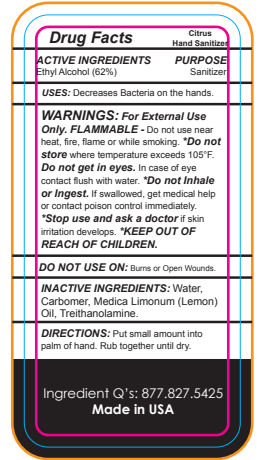 Drug Facts
Citrus
Hand Sanitizer
ACTIVE INGREDIENTS PURPOSE
Ethyl Alcohol (62%) Sanitizer
USES: Decreases Bacteria on the hands.
WARNINGS: For External Use
Only. FLAMMABLE - Do not use near
heat, fire, flame or while smoking. *Do not
store where temperature exceeds 105°F.
Do not get in eyes. In case of eye
contact flush with water. *Do not Inhale
or Ingest. If swallowed, get medical help
or contact poison control immediately.
*Stop use and ask a doctor if skin
irritation develops. *KEEP OUT OF
REACH OF CHILDREN.
DO NOT USE ON: Burns or Open Wounds.
INACTIVE INGREDIENTS: Water,
Carbomer, Medica Limonum (Lemon)
Oil, Treithanolamine.
DIRECTIONS: Put small amount into
palm of hand. Rub together until dry.
Ingredient Q's: 877.827.5425
Made in USA